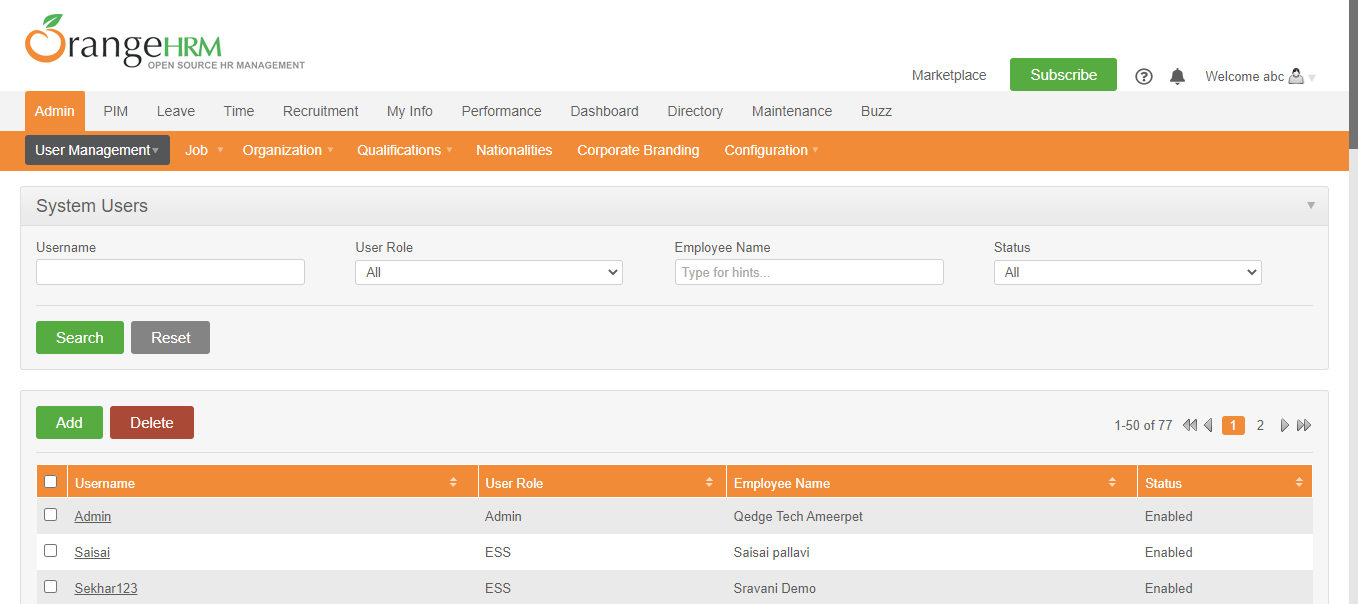 OrangeHRM
OPEN SOURCE HR MANAGEMENT
Marketplace Subscribe Welcome abc
Admin PIM Leave Time Recruitment My Info Performance Dashboard Directory Maintenance Buzz
User Management Job Organization Qualifications Nationalities Corporate Branding Configuration
System Users
Username User Role Employee Name Status
All Type for hints... All
Search Reset
Add Delete 1-50 of 77 1 2
Username User Role Employee Name Status
Admin Admin Qedge Tech Ameerpet Enabled
Saisai ESS Saisai pallavi Enabled
Sekhar123 ESS Sravani Demo Enabled